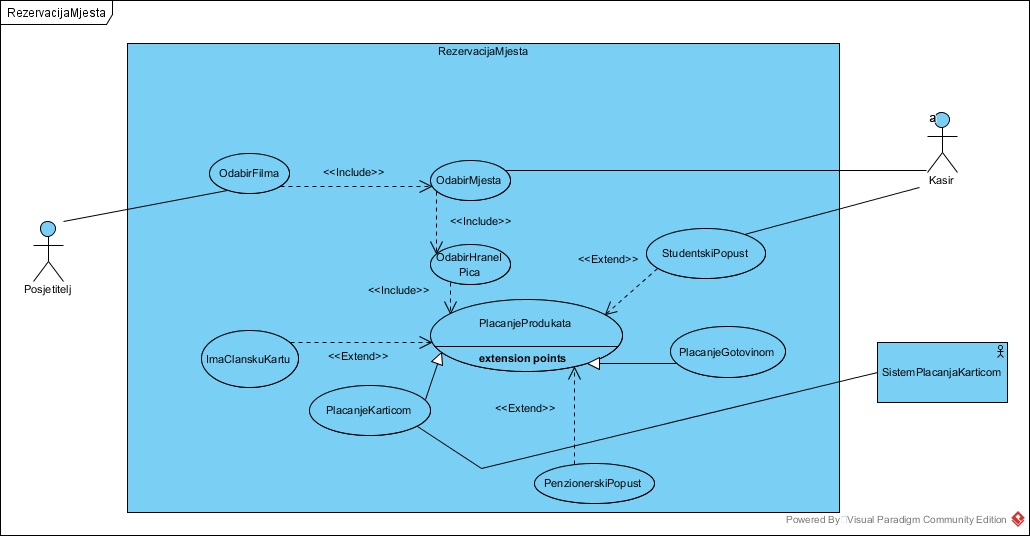 RezervacijaMjesta
RezervacijaMjesta
a
Kasir
OdabirFilma
<<Include>>
OdabirMjesta
<<Include>>
Posjetitelj
OdabirHraneI
Pica
<<Extend>>
StudentskiPopust
<<Include>>
PlacanjeProdukata
extension points
ImaClanskuKartu
<<Extend>>
PlacanjeGotovinom
SistemPlacanjaKarticom
PlacanjeKarticom
<<Extend>>
PenzionerskiPopust
Powered By Visual Paradigm Community Edition